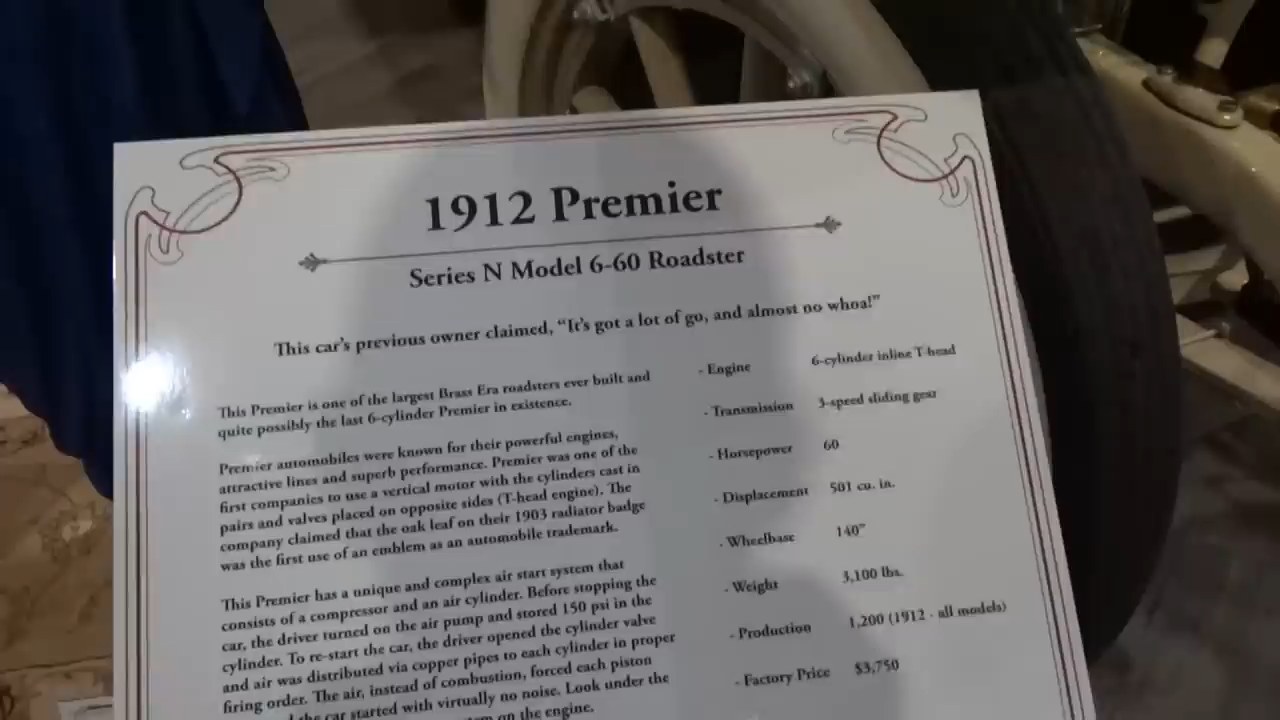 1912 Premier
Series N Model 6-60 Roadster
This car's previous owner claimed, “It's got a lot of go, and almost no whoa!”
This Premier is one of the largest Brass Era roadsters ever built and
quite possibly the last 6-cylinder Premier in existence.
Premier automobiles were known for their powerful engines,
attractive lines and superb performance. Premier was one of the
first companies to use a vertical motor with the cylinders cast in
pairs and valves placed on opposite sides (T-head engine). The
company claimed that the oak leaf on their 1903 radiator badge
was the first use of an emblem as an automobile trademark.
This Premier has a unique and complex air start system that
consists of a compressor and an air cylinder. Before stopping the
car, the driver turned on the air pump and stored 150 psi in the
cylinder. To re-start the car, the driver opened the cylinder valve
and air was distributed via copper pipes to each cylinder in proper
firing order. The air, instead of combustion, forced each piston
the car started with virtually no noise. Look under the
on the engine.
- Engine 6-cylinder inline T-head
- Transmission 3-speed sliding gear
- Horsepower 60
- Displacement 501 cu. in.
- Wheelbase 140"
- Weight 3,100 lbs.
- Production 1,200 (1912 - all models)
- Factory Price $3,750